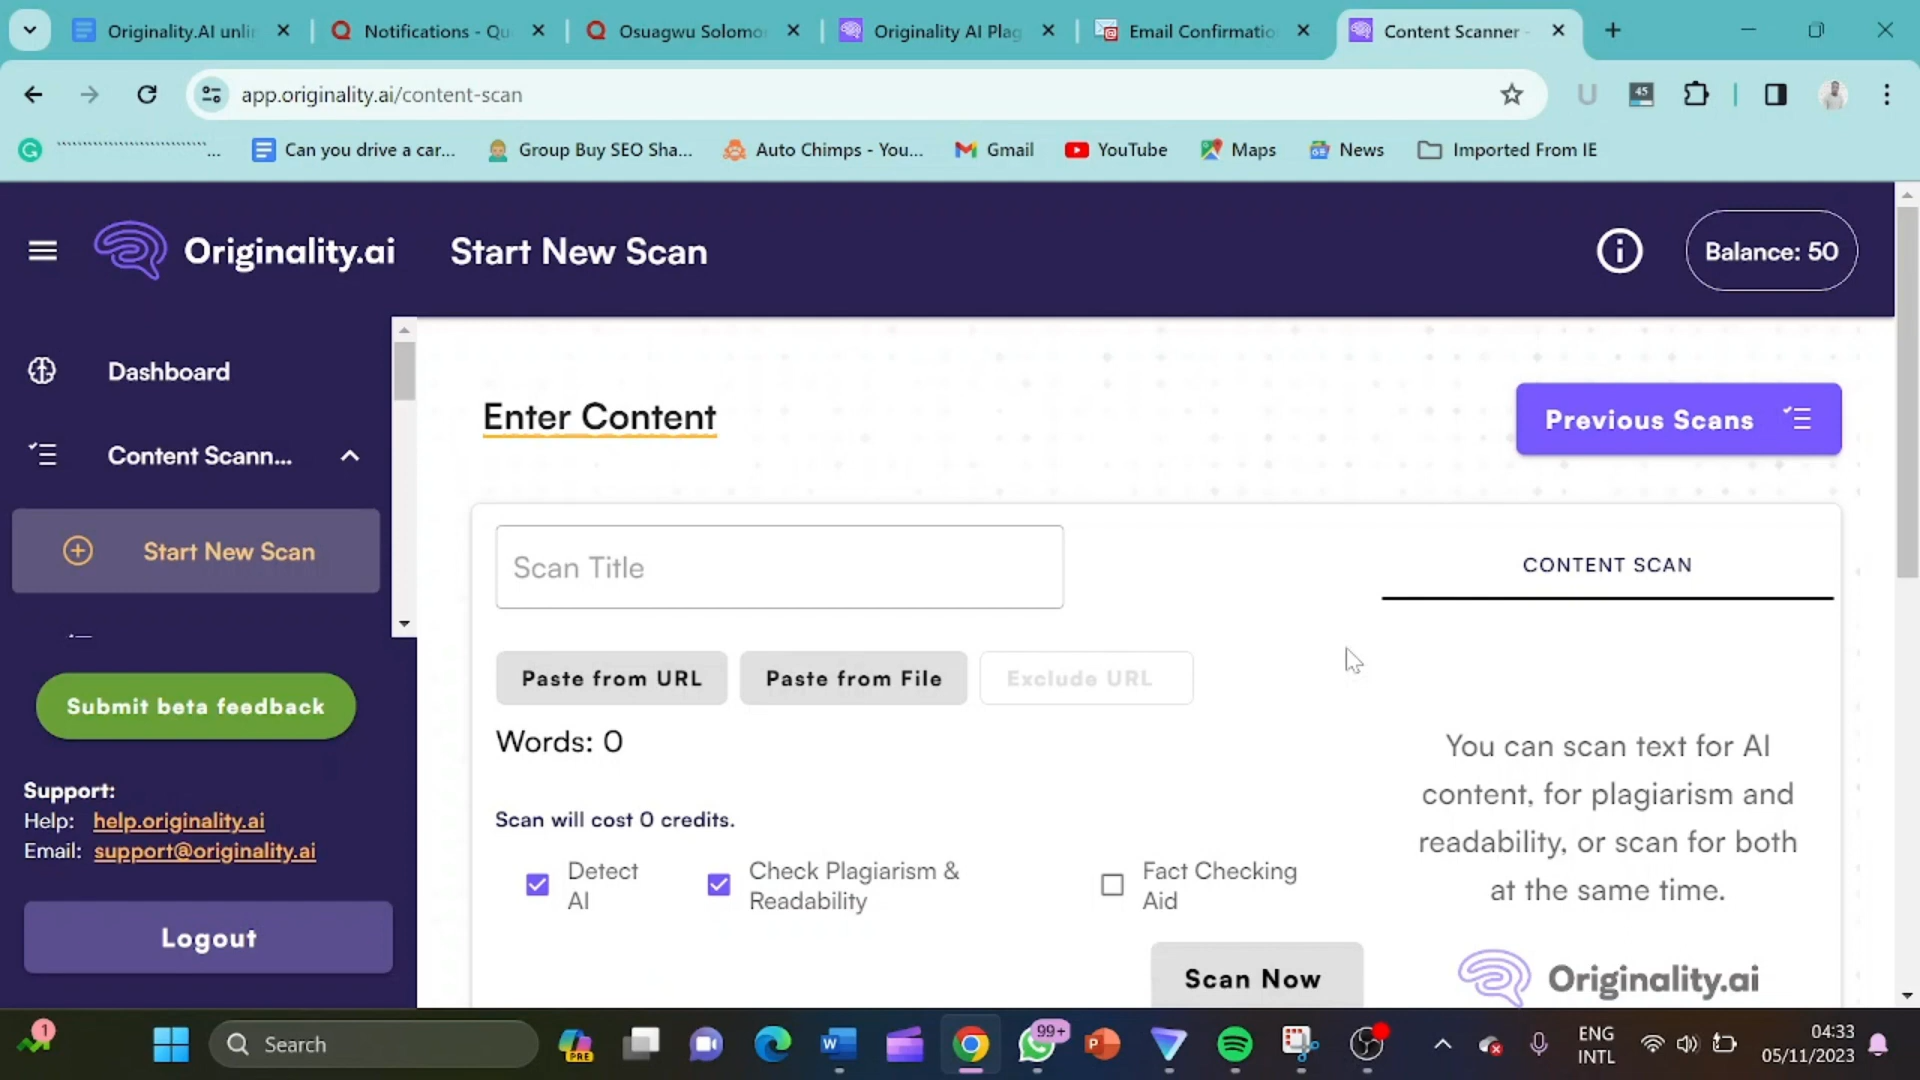 Originality.AI unli
Notifications - Qu
Osuagwu Solomo
Originality AI Plag
Email Confirmatio
Content Scanner -
app.originality.ai/content-scan
45
Can you drive a car...
Group Buy SEO Sha...
Auto Chimps - You...
Gmail
YouTube
Maps
News
Imported From IE
Originality.ai
Start New Scan
Balance: 50
Dashboard
Enter Content
Previous Scans
Content Scann...
Start New Scan
Scan Title
CONTENT SCAN
Paste from URL
Paste from File
Exclude URL
Submit beta feedback
Words: 0
You can scan text for AI
content, for plagiarism and
readability, or scan for both
at the same time.
Support:
Help: help.originality.ai
Email: support@originality.ai
Scan will cost 0 credits.
Detect
AI
Check Plagiarism &
Readability
Fact Checking
Aid
Logout
Scan Now
Originality.ai
1
Search
PRE
W
99+
P
ENG
INTL
04:33
05/11/2023